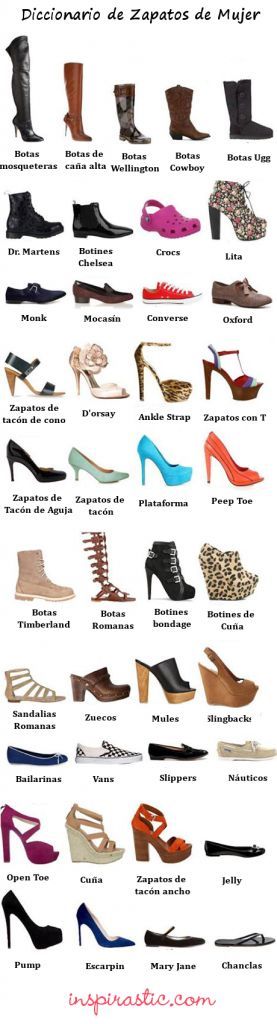 Diccionario de Zapatos de Mujer
Botas
mosqueteras
Botas de
caña alta
Botas
Wellington
Botas
Cowboy
Botas Ugg
Dr. Martens
Botines
Chelsea
Crocs
Lita
Monk
Mocasín
Converse
Oxford
Zapatos
de tacón de cono
D'orsay
Ankle Strap
Zapatos con T
Zapatos de
Tacón de Aguja
Zapatos de
tacón
Plataforma
Peep Toe
Botas
Timberland
Botas
Romanas
Botines
bondage
Botines de
Cuña
Sandalias
Romanas
Zuecos
Mules
Slingbacks
Bailarinas
Vans
Slippers
Náuticos
Open Toe
Cuña
Zapatos de
tacón ancho
Jelly
Pump
Escarpin
Mary Jane
Chanclas
inspirastic.com